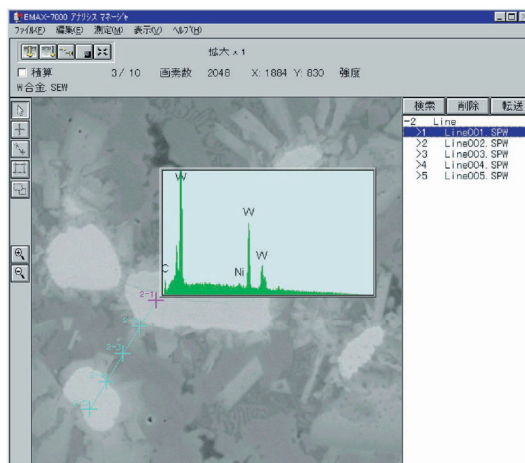 EMAX-7000 アナリシス マネージャ
ファイル(F) 編集(E) 測定(M) 表示(V) ヘルプ(H)
拡大 x 1
積算 3/ 10 画素数 2048 X: 1884 Y: 830 強度
W合金.SEW
検索 削除 転送
-2 Line
>1 Line001.SPW
>2 Line002.SPW
>3 Line003.SPW
>4 Line004.SPW
>5 Line005.SPW
W
W
W
C
Ni
2-1
2-3